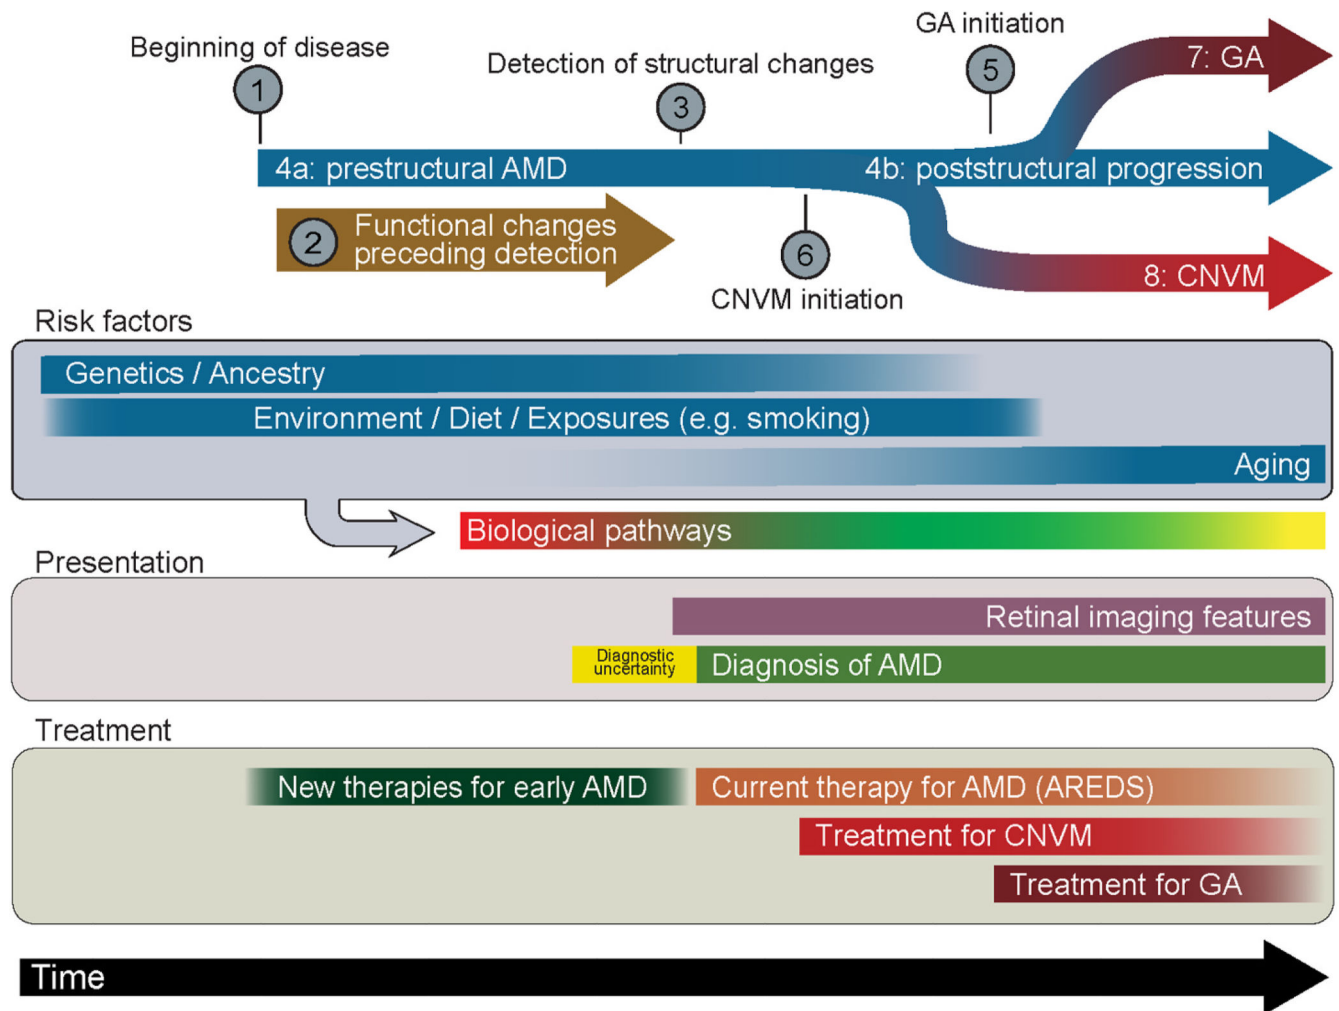 GA initiation
Beginning of disease
Detection of structural changes
1
3
5
7: GA
4a: prestructural AMD
4b: poststructural progression
2
Functional changes
preceding detection
6
CNVM initiation
8: CNVM
Risk factors
Genetics / Ancestry
Environment / Diet / Exposures (e.g. smoking)
Aging
Biological pathways
Presentation
Retinal imaging features
Diagnostic
uncertainty
Diagnosis of AMD
Treatment
New therapies for early AMD
Current therapy for AMD (AREDS)
Treatment for CNVM
Treatment for GA
Time